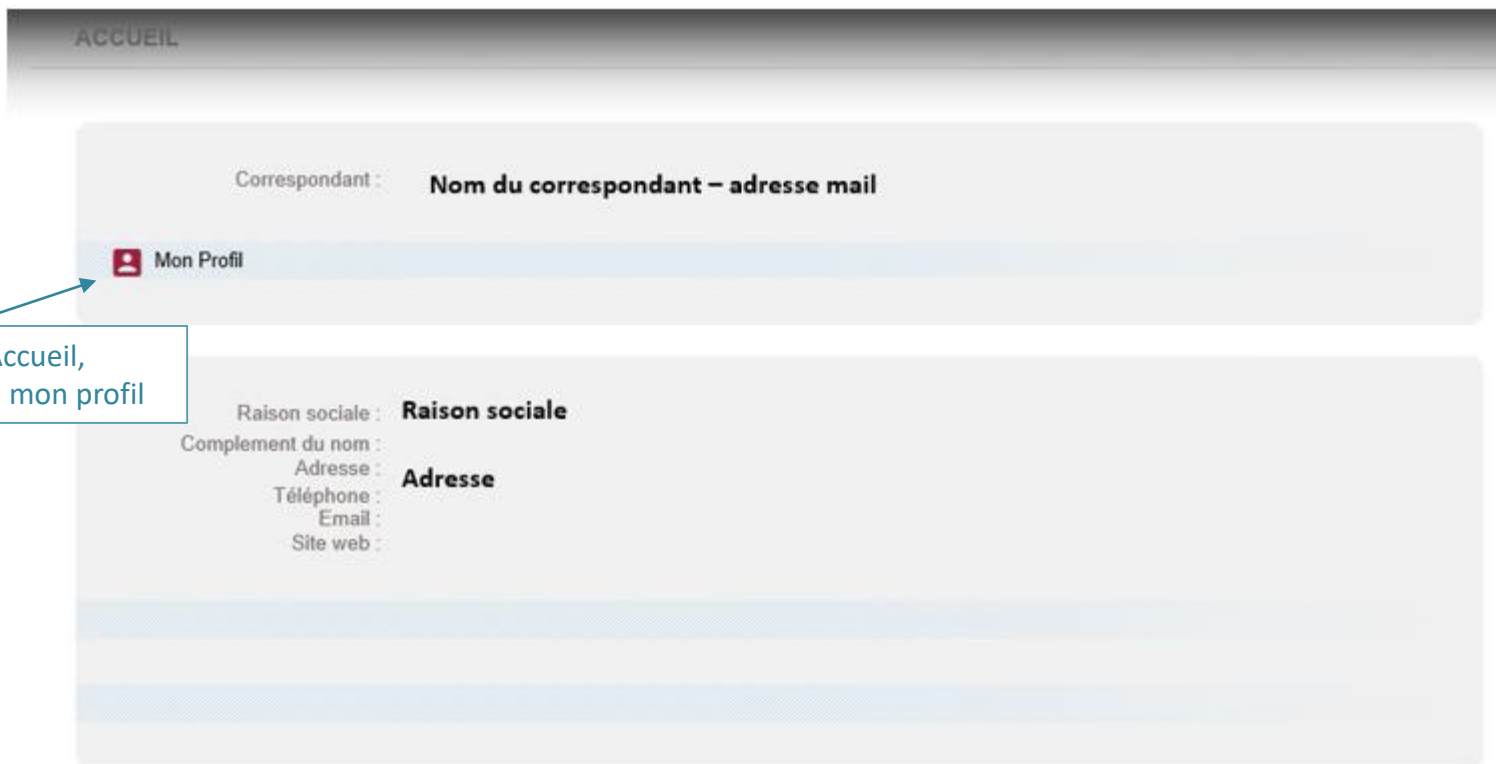 ACCUEIL
Correspondant : Nom du correspondant – adresse mail
Mon Profil
ccueil,
mon profil
Raison sociale : Raison sociale
Complement du nom :
Adresse : Adresse
Téléphone :
Email :
Site web :